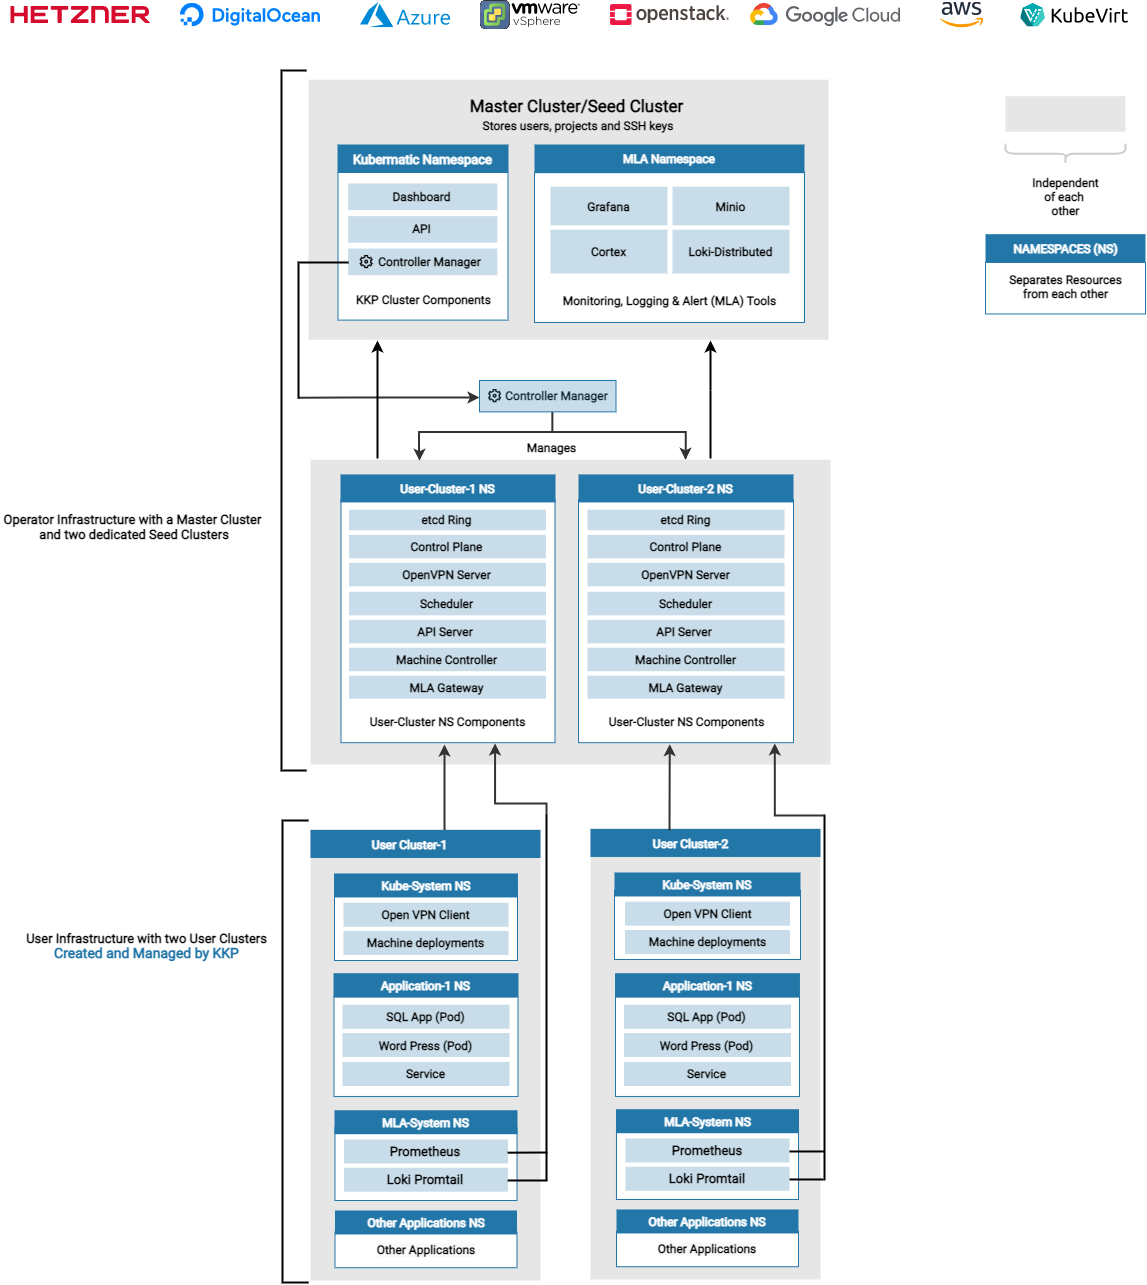 HETZNER
DigitalOcean
Azure
vmware
vSphere
openstack.
Google Cloud
aws
KubeVirt
Master Cluster/Seed Cluster
Stores users, projects and SSH keys
Kubermatic Namespace
Dashboard
API
Controller Manager
KKP Cluster Components
MLA Namespace
Grafana
Minio
Cortex
Loki-Distributed
Monitoring, Logging & Alert (MLA) Tools
Independent
of each
other
NAMESPACES (NS)
Separates Resources
from each other
Controller Manager
Manages
Operator Infrastructure with a Master Cluster
and two dedicated Seed Clusters
User-Cluster-1 NS
etcd Ring
Control Plane
OpenVPN Server
Scheduler
API Server
Machine Controller
MLA Gateway
User-Cluster NS Components
User-Cluster-2 NS
etcd Ring
Control Plane
OpenVPN Server
Scheduler
API Server
Machine Controller
MLA Gateway
User-Cluster NS Components
User Infrastructure with two User Clusters
Created and Managed by KKP
User Cluster-1
Kube-System NS
Open VPN Client
Machine deployments
Application-1 NS
SQL App (Pod)
Word Press (Pod)
Service
MLA-System NS
Prometheus
Loki Promtail
Other Applications NS
Other Applications
User Cluster-2
Kube-System NS
Open VPN Client
Machine deployments
Application-1 NS
SQL App (Pod)
Word Press (Pod)
Service
MLA-System NS
Prometheus
Loki Promtail
Other Applications NS
Other Applications